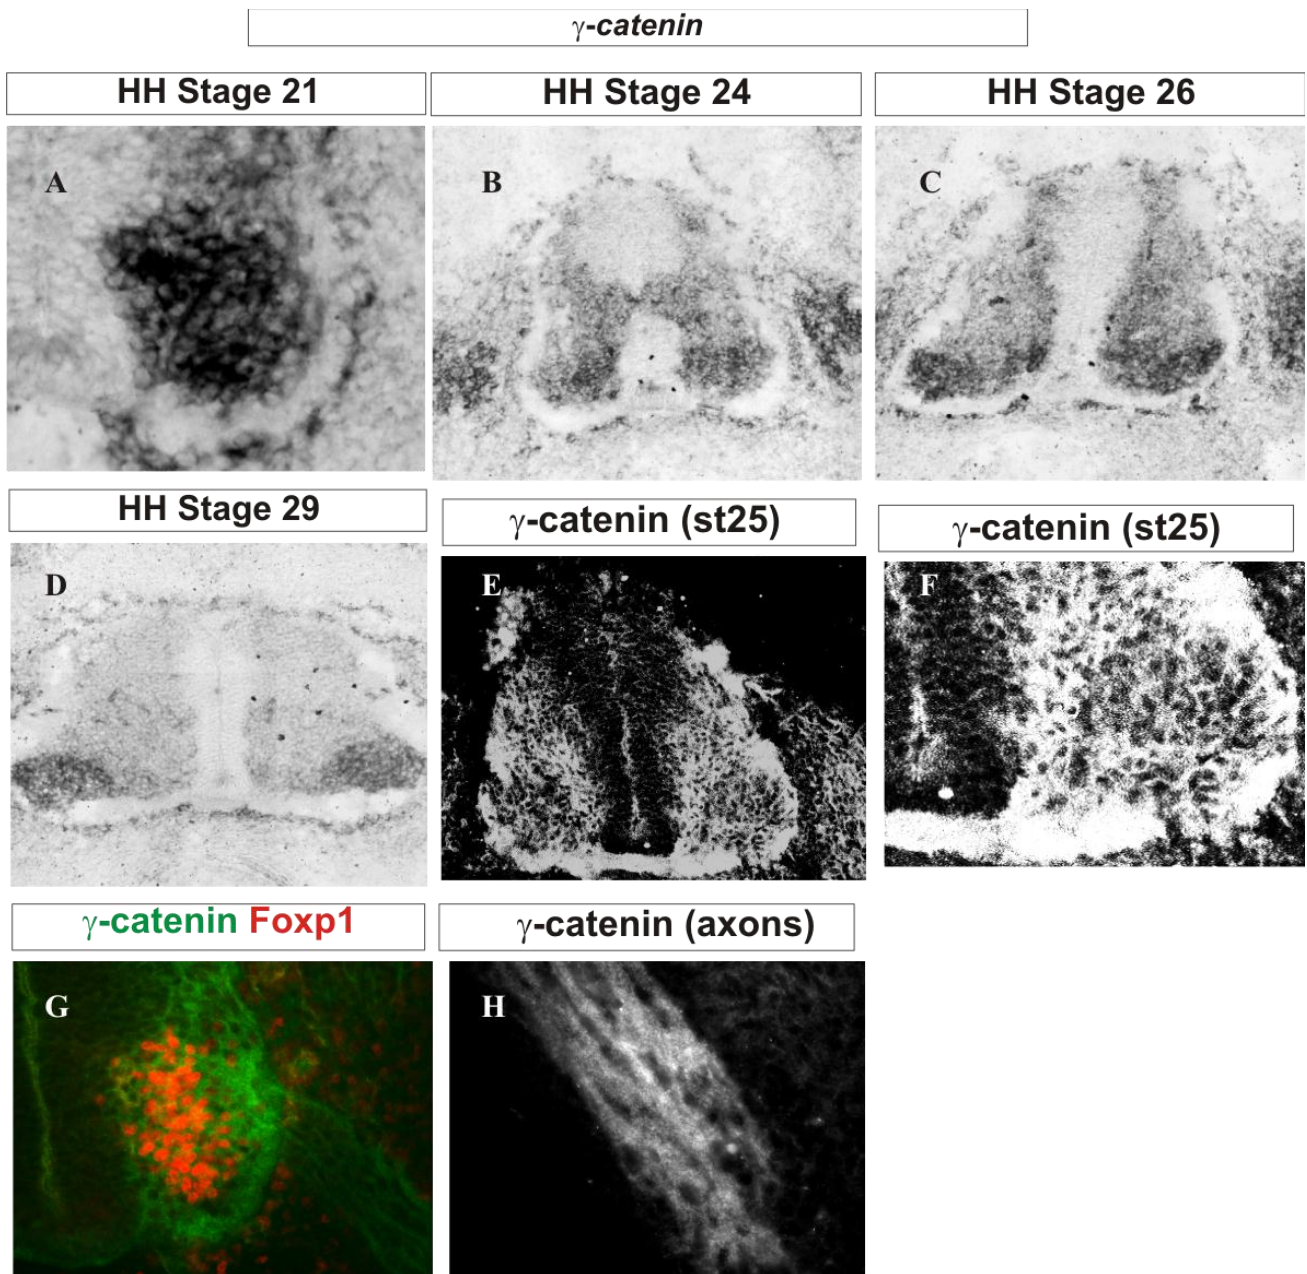 γ-catenin
HH Stage 21
HH Stage 24
HH Stage 26
A
B
C
HH Stage 29
γ-catenin (st25)
γ-catenin (st25)
D
E
F
γ-catenin Foxp1
γ-catenin (axons)
G
H